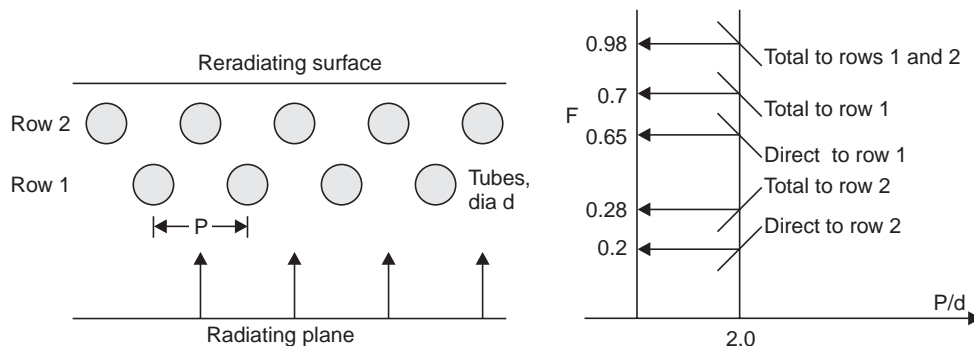 Reradiating surface
Row 2
Row 1
Tubes,
dia d
P
Radiating plane
0.98
Total to rows 1 and 2
0.7
Total to row 1
F
0.65
Direct to row 1
Total to row 2
0.28
Direct to row 2
0.2
P/d
2.0